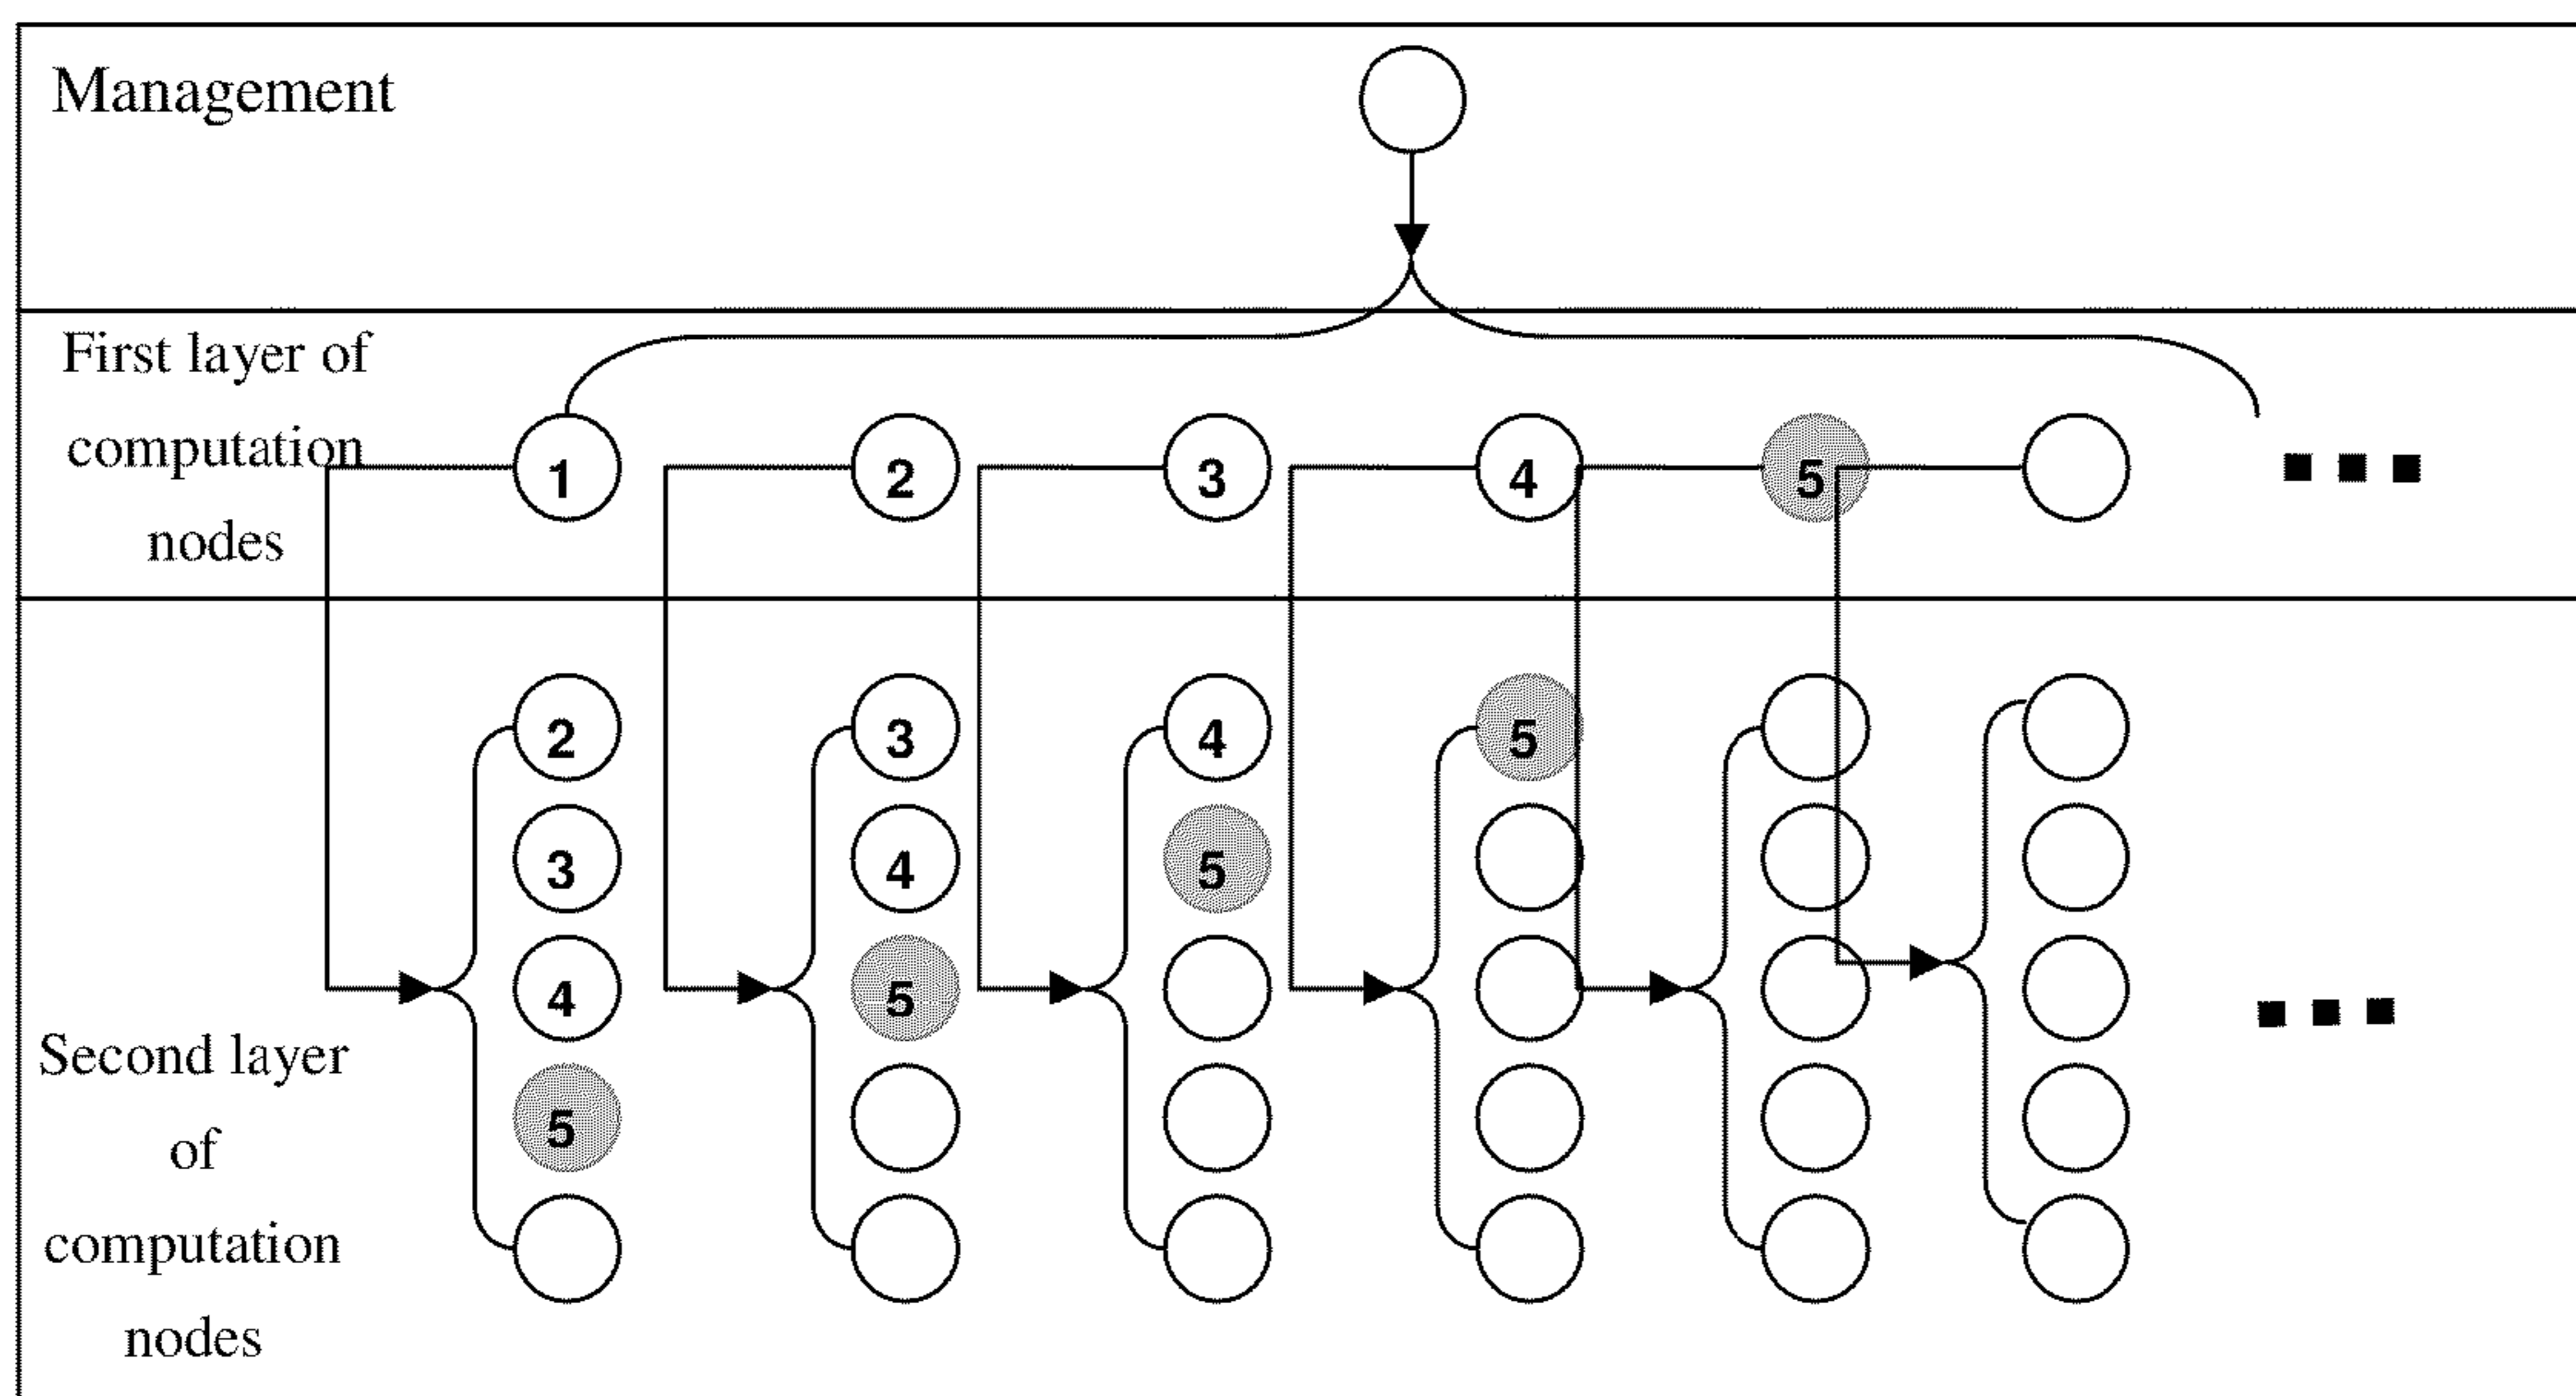 Management
First layer of
computation
nodes
1 2 3 4 5
2 3 4 5
3 4 5
4 5
5
Second layer
of
computation
nodes